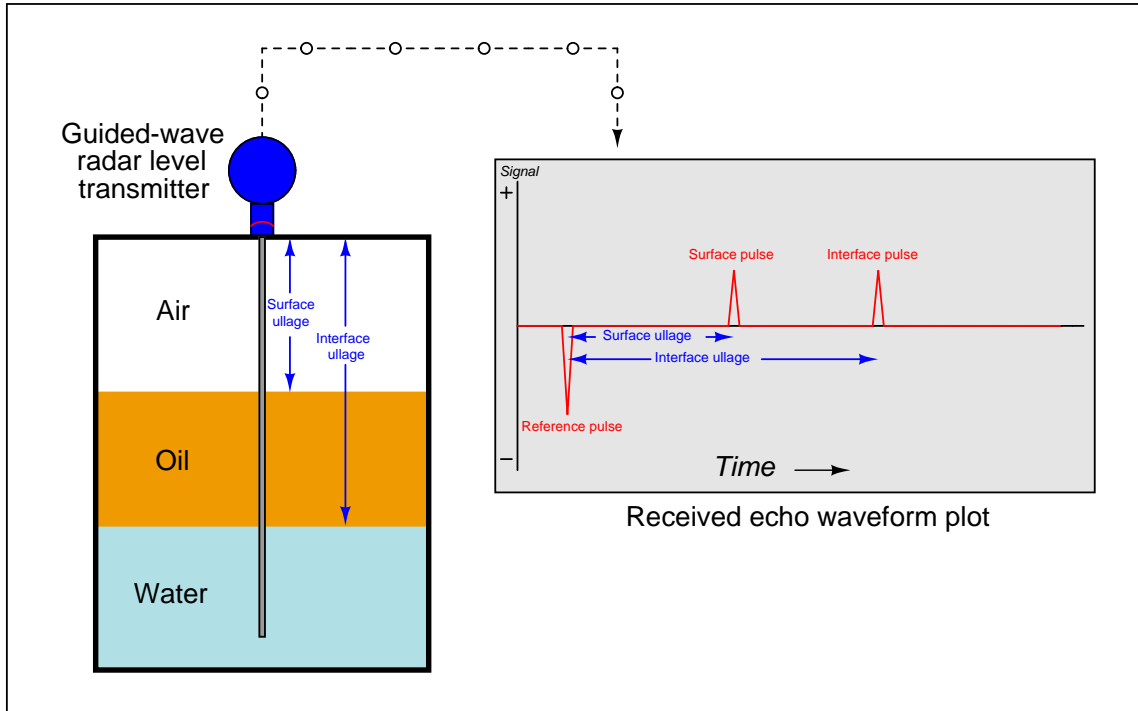 Guided-wave
radar level
transmitter
Air
Surface
ullage
Interface
ullage
Oil
Water
Signal
+
Surface pulse
Interface pulse
Surface ullage
Interface ullage
Reference pulse
−
Time
Received echo waveform plot